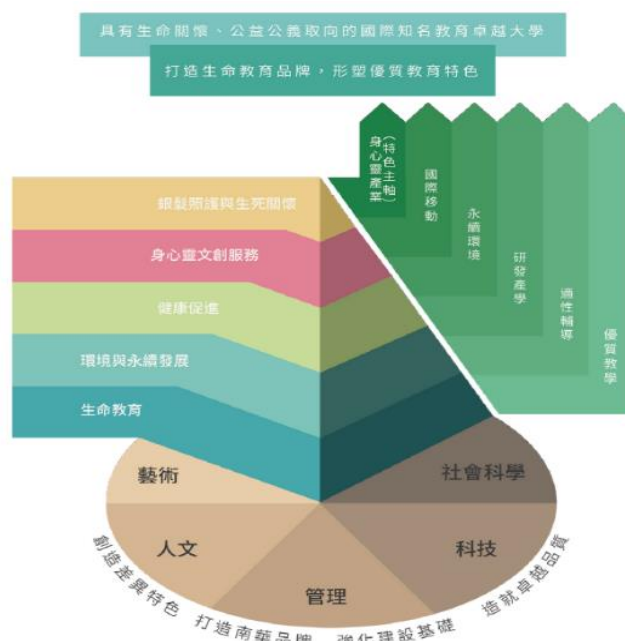 具有生命關懷、公益公義取向的國際知名教育卓越大學
打造生命教育品牌，形塑優質教育特色
身心靈產業
（特色主軸）
國際移動
永續環境
研發產學
適性輔導
優質教學
銀髮照護與生死關懷
身心靈文創服務
健康促進
環境與永續發展
生命教育
藝術
人文
管理
科技
社會科學
創造差異特色
打造南華品牌
強化建設基礎
造就卓越品質